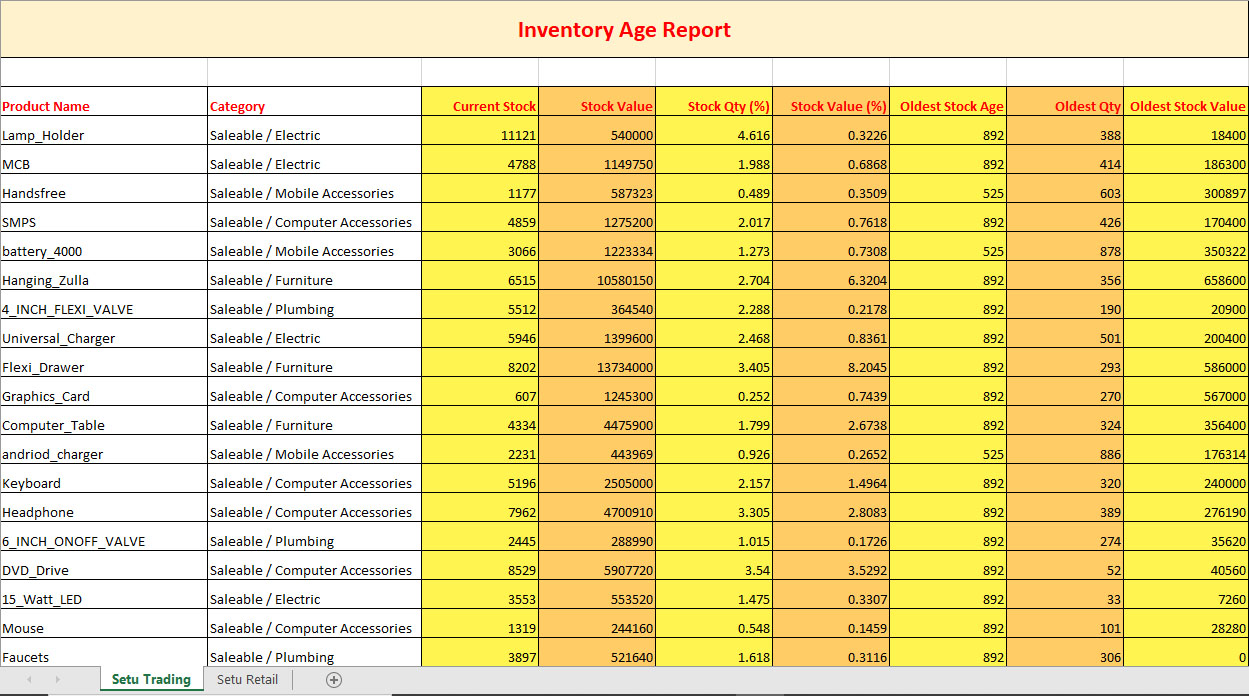 Inventory Age Report
Product Name Category Current Stock Stock Value Stock Qty (%) Stock Value (%) Oldest Stock Age Oldest Qty Oldest Stock Value
Lamp_Holder Saleable / Electric 11121 540000 4.616 0.3226 892 388 18400
MCB Saleable / Electric 4788 1149750 1.988 0.6868 892 414 186300
Handsfree Saleable / Mobile Accessories 1177 587323 0.489 0.3509 525 603 300897
SMPS Saleable / Computer Accessories 4859 1275200 2.017 0.7618 892 426 170400
battery_4000 Saleable / Mobile Accessories 3066 1223334 1.273 0.7308 525 878 350322
Hanging_Zulla Saleable / Furniture 6515 10580150 2.704 6.3204 892 356 658600
4_INCH_FLEXI_VALVE Saleable / Plumbing 5512 364540 2.288 0.2178 892 190 20900
Universal_Charger Saleable / Electric 5946 1399600 2.468 0.8361 892 501 200400
Flexi_Drawer Saleable / Furniture 8202 13734000 3.405 8.2045 892 293 586000
Graphics_Card Saleable / Computer Accessories 607 1245300 0.252 0.7439 892 270 567000
Computer_Table Saleable / Furniture 4334 4475900 1.799 2.6738 892 324 356400
andriod_charger Saleable / Mobile Accessories 2231 443969 0.926 0.2652 525 886 176314
Keyboard Saleable / Computer Accessories 5196 2505000 2.157 1.4964 892 320 240000
Headphone Saleable / Computer Accessories 7962 4700910 3.305 2.8083 892 389 276190
6_INCH_ONOFF_VALVE Saleable / Plumbing 2445 288990 1.015 0.1726 892 274 35620
DVD_Drive Saleable / Computer Accessories 8529 5907720 3.54 3.5292 892 52 40560
15_Watt_LED Saleable / Electric 3553 553520 1.475 0.3307 892 33 7260
Mouse Saleable / Computer Accessories 1319 244160 0.548 0.1459 892 101 28280
Faucets Saleable / Plumbing 3897 521640 1.618 0.3116 892 306 0
Setu Trading Setu Retail